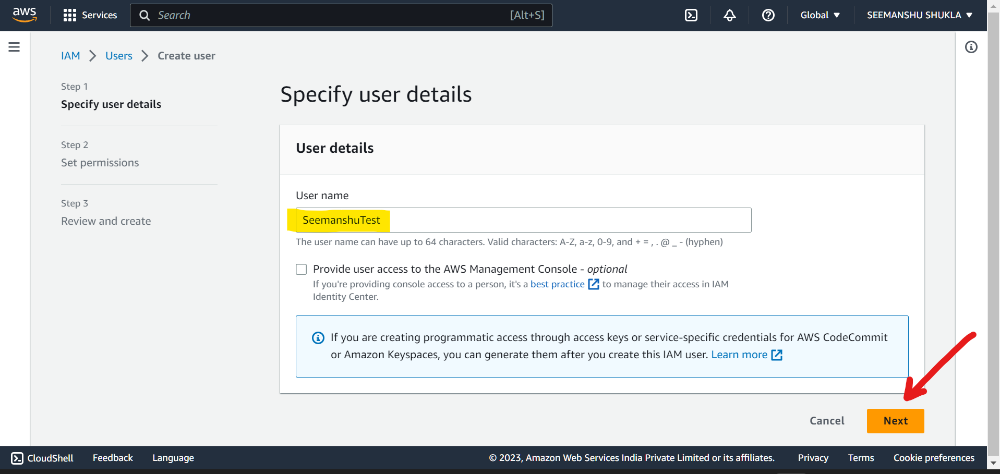 aws Services Search [Alt+S] Global SEEMANSHU SHUKLA
IAM Users Create user
Step 1
Specify user details
Step 2
Set permissions
Step 3
Review and create
Specify user details
User details
User name
SeemanshuTest
The user name can have up to 64 characters. Valid characters: A-Z, a-z, 0-9, and + = , . @ _ - (hyphen)
Provide user access to the AWS Management Console - optional
If you're providing console access to a person, it's a best practice to manage their access in IAM
Identity Center.
If you are creating programmatic access through access keys or service-specific credentials for AWS CodeCommit
or Amazon Keyspaces, you can generate them after you create this IAM user. Learn more
Cancel Next
CloudShell Feedback Language © 2023, Amazon Web Services India Private Limited or its affiliates. Privacy Terms Cookie preferences